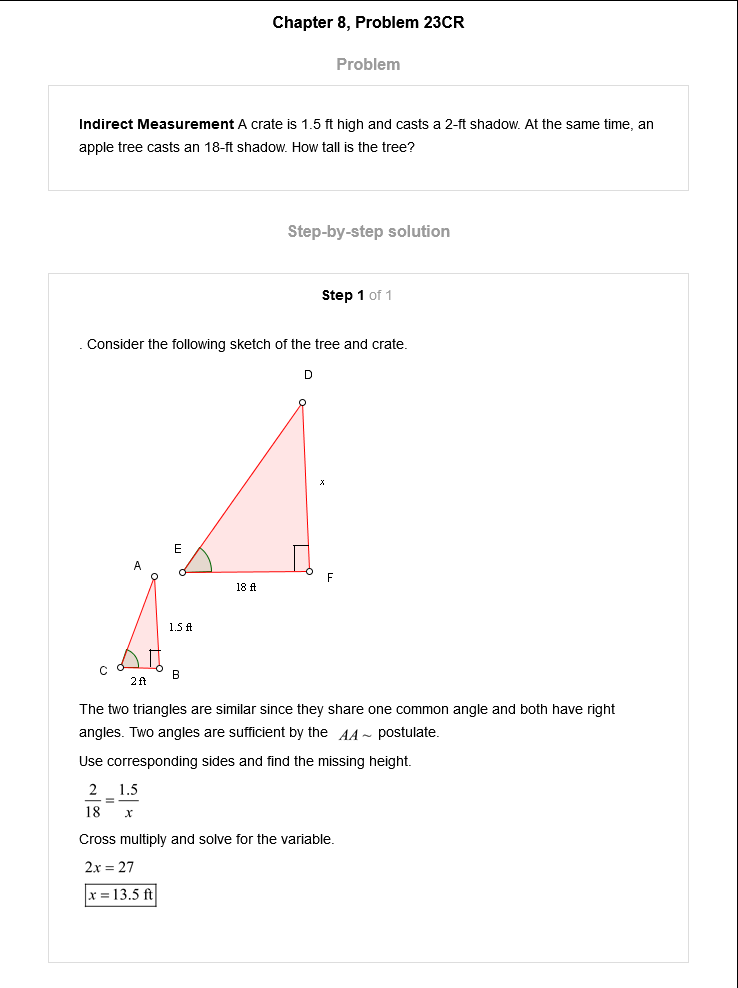 Chapter 8, Problem 23CR
Problem
Indirect Measurement A crate is 1.5 ft high and casts a 2-ft shadow. At the same time, an
apple tree casts an 18-ft shadow. How tall is the tree?
Step-by-step solution
Step 1 of 1
. Consider the following sketch of the tree and crate.
D
x
E
A
18 ft
F
1.5 ft
C
B
2 ft
The two triangles are similar since they share one common angle and both have right
angles. Two angles are sufficient by the AA ~ postulate.
Use corresponding sides and find the missing height.
2/18 = 1.5/x
Cross multiply and solve for the variable.
2x = 27
x = 13.5 ft